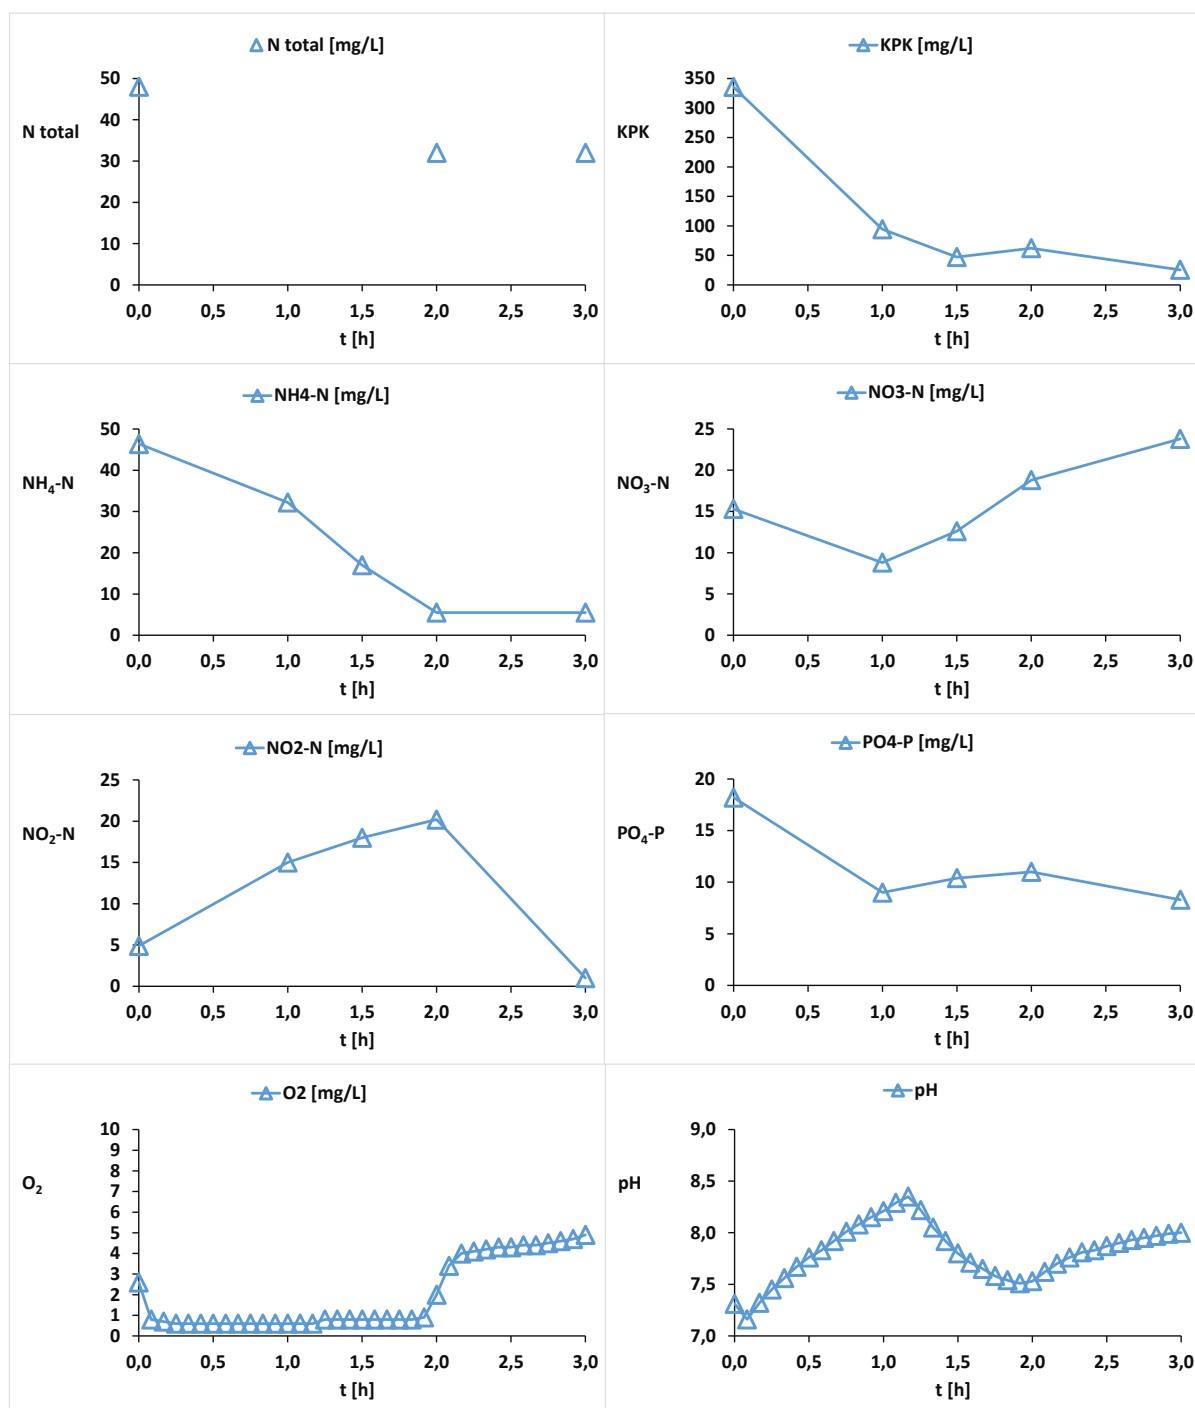 N total [mg/L]
50
40
30
20
10
0
N total
0,0 0,5 1,0 1,5 2,0 2,5 3,0
t [h]
KPK [mg/L]
350
300
250
200
150
100
50
0
KPK
0,0 0,5 1,0 1,5 2,0 2,5 3,0
t [h]
NH4-N [mg/L]
50
40
30
20
10
0
NH₄-N
0,0 0,5 1,0 1,5 2,0 2,5 3,0
t [h]
NO3-N [mg/L]
25
20
15
10
5
0
NO₃-N
0,0 0,5 1,0 1,5 2,0 2,5 3,0
t [h]
NO2-N [mg/L]
25
20
15
10
5
0
NO₂-N
0,0 0,5 1,0 1,5 2,0 2,5 3,0
t [h]
PO4-P [mg/L]
20
15
10
5
0
PO₄-P
0,0 0,5 1,0 1,5 2,0 2,5 3,0
t [h]
O2 [mg/L]
10
9
8
7
6
5
4
3
2
1
0
O₂
0,0 0,5 1,0 1,5 2,0 2,5 3,0
t [h]
pH
9,0
8,5
8,0
7,5
7,0
pH
0,0 0,5 1,0 1,5 2,0 2,5 3,0
t [h]